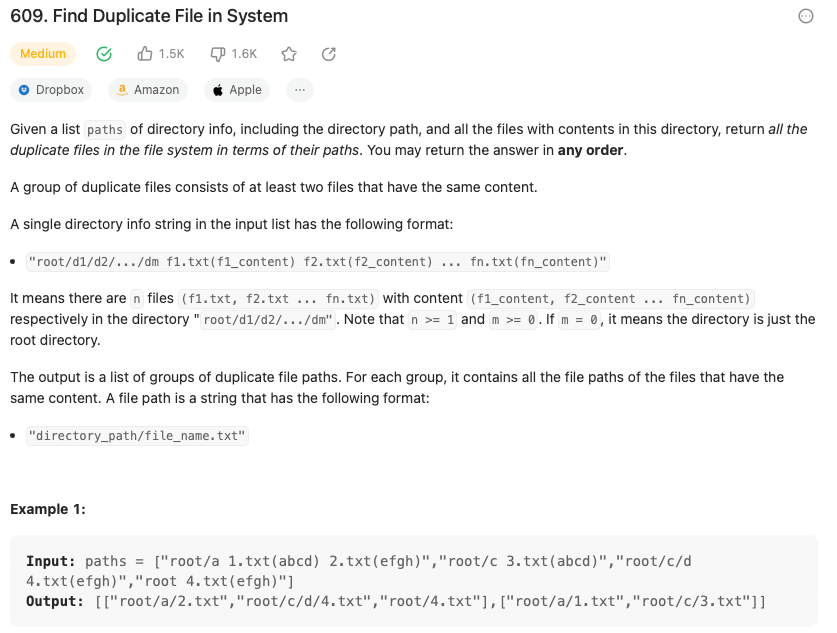 609. Find Duplicate File in System
Medium 1.5K 1.6K
Dropbox Amazon Apple ...
Given a list paths of directory info, including the directory path, and all the files with contents in this directory, return all the
duplicate files in the file system in terms of their paths. You may return the answer in any order.
A group of duplicate files consists of at least two files that have the same content.
A single directory info string in the input list has the following format:
• "root/d1/d2/.../dm f1.txt(f1_content) f2.txt(f2_content) ... fn.txt(fn_content)"
It means there are n files (f1.txt, f2.txt ... fn.txt) with content (f1_content, f2_content ... fn_content)
respectively in the directory "root/d1/d2/.../dm". Note that n >= 1 and m >= 0. If m = 0, it means the directory is just the
root directory.
The output is a list of groups of duplicate file paths. For each group, it contains all the file paths of the files that have the
same content. A file path is a string that has the following format:
• "directory_path/file_name.txt"
Example 1:
Input: paths = ["root/a 1.txt(abcd) 2.txt(efgh)","root/c 3.txt(abcd)","root/c/d
4.txt(efgh)","root 4.txt(efgh)"]
Output: [["root/a/2.txt","root/c/d/4.txt","root/4.txt"],["root/a/1.txt","root/c/3.txt"]]